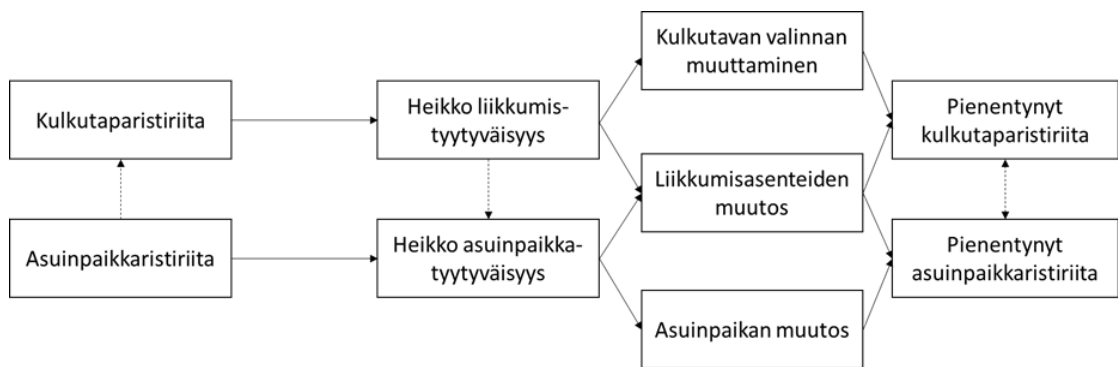 Kulkutaparistiriita
Asuinpaikkaristiriita
Heikko liikkumis-
tyytyväisyys
Heikko asuinpaikka-
tyytyväisyys
Kulkutavan valinnan
muuttaminen
Liikkumisasenteiden
muutos
Asuinpaikan muutos
Pienentynyt
kulkutaparistiriita
Pienentynyt
asuinpaikkaristiriita